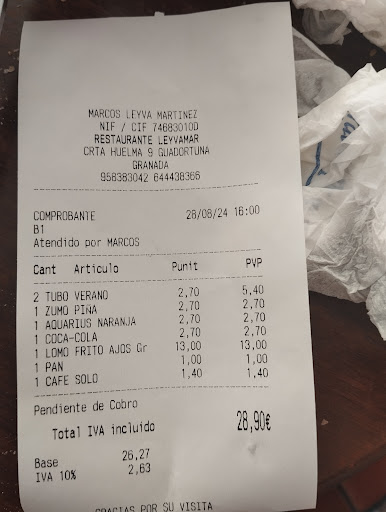 MARCOS LEYVA MARTINEZ
NIF / CIF 74683010D
RESTAURANTE LEYVAMAR
CRTA HUELMA 9 GUADORTUNA
GRANADA
958383042 644438366
COMPROBANTE 28/08/24 16:00
B1
Atendido por MARCOS
Cant Articulo Punit PVP
2 TUBO VERANO 2,70 5,40
1 ZUMO PIÑA 2,70 2,70
1 AQUARIUS NARANJA 2,70 2,70
1 COCA-COLA 2,70 2,70
1 LOMO FRITO AJOS Gr 13,00 13,00
1 PAN 1,00 1,00
1 CAFE SOLO 1,40 1,40
Pendiente de Cobro
Total IVA incluido 28,90€
Base 26,27
IVA 10% 2,63
GRACIAS POR SU VISITA